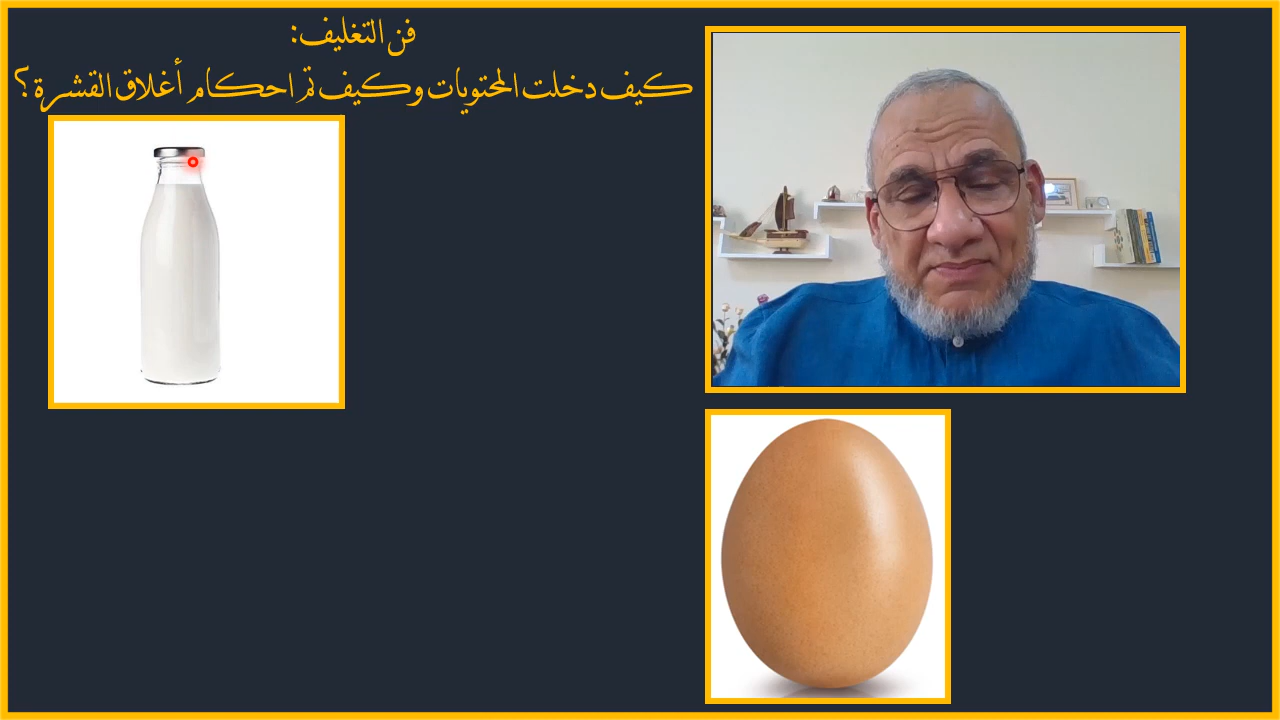 فن التغليف:
كيف دخلت المحتويات وكيف تم احكام أغلاق القشرة ؟